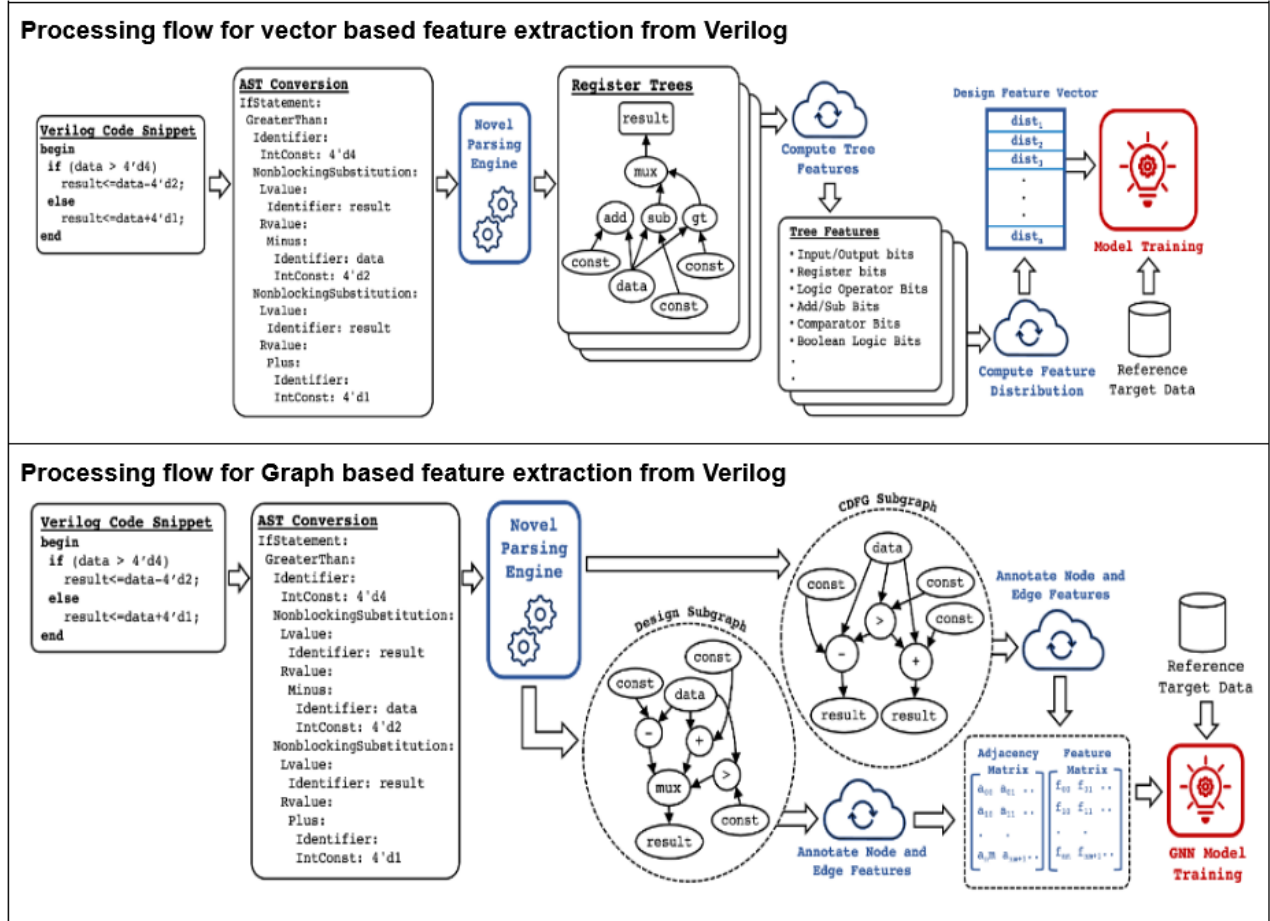 Processing flow for vector based feature extraction from Verilog
Verilog Code Snippet
begin
if (data > 4'd4)
result<=data-4'd2;
else
result<=data+4'd1;
end
AST Conversion
IfStatement:
GreaterThan:
Identifier:
IntConst: 4'd4
NonblockingSubstitution:
Lvalue:
Identifier: result
Rvalue:
Minus:
Identifier: data
IntConst: 4'd2
NonblockingSubstitution:
Lvalue:
Identifier: result
Rvalue:
Plus:
Identifier:
IntConst: 4'd1
Novel
Parsing
Engine
Register Trees
result
mux
add
sub
gt
const
data
const
const
Compute Tree
Features
Tree Features
• Input/Output bits
• Register bits
• Logic Operator Bits
• Add/Sub Bits
• Comparator Bits
• Boolean Logic Bits
.
.
Compute Feature
Distribution
Design Feature Vector
dist₁
dist₂
dist₃
.
.
.
.
distₙ
Model Training
Reference
Target Data
Processing flow for Graph based feature extraction from Verilog
Verilog Code Snippet
begin
if (data > 4'd4)
result<=data-4'd2;
else
result<=data+4'd1;
end
AST Conversion
IfStatement:
GreaterThan:
Identifier:
IntConst: 4'd4
NonblockingSubstitution:
Lvalue:
Identifier: result
Rvalue:
Minus:
Identifier: data
IntConst: 4'd2
NonblockingSubstitution:
Lvalue:
Identifier: result
Rvalue:
Plus:
Identifier:
IntConst: 4'd1
Novel
Parsing
Engine
Design Subgraph
const
const
data
-
+
>
mux
const
result
CDFG Subgraph
data
const
const
>
const
-
+
result
result
Annotate Node and
Edge Features
Annotate Node and
Edge Features
Adjacency
Matrix
a₀₀ a₀₁ ..
a₁₀ a₁₁ ..
. .
Feature
Matrix
f₁₀ f₁₁ ..
. .
Reference
Target Data
GNN Model
Training